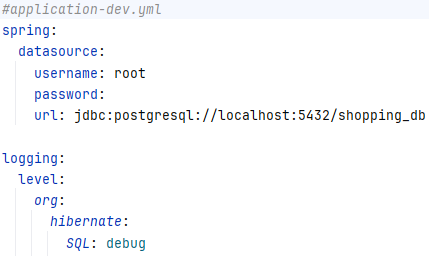 #application-dev.yml
spring:
  datasource:
    username: root
    password:
    url: jdbc:postgresql://localhost:5432/shopping_db

logging:
  level:
    org:
      hibernate:
        SQL: debug